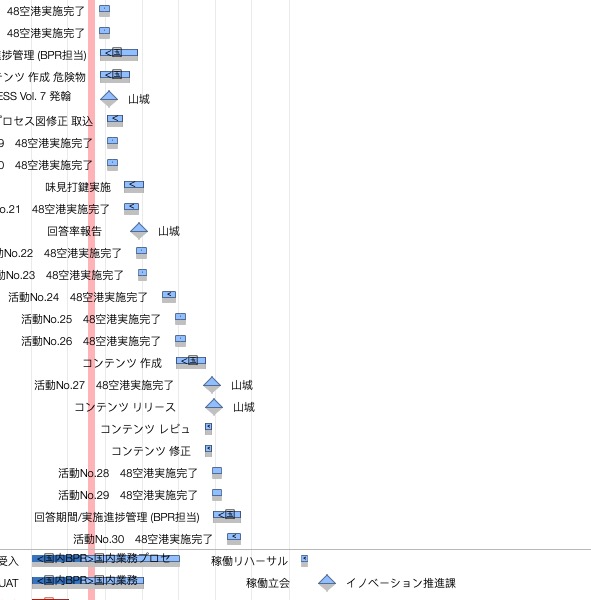 48空港実施完了
48空港実施完了
進捗管理 (BPR担当) <国
ンツ 作成 危険物 <国
ESS Vol. 7 発翰 山城
プロセス図修正 取込 <
9 48空港実施完了
0 48空港実施完了
味見打鍵実施 <
o.21 48空港実施完了 <
回答率報告 山城
動No.22 48空港実施完了
動No.23 48空港実施完了
活動No.24 48空港実施完了 <
活動No.25 48空港実施完了
活動No.26 48空港実施完了
コンテンツ 作成 <国
活動No.27 48空港実施完了 山城
コンテンツ リリース 山城
コンテンツ レビュ <
コンテンツ 修正 <
活動No.28 48空港実施完了
活動No.29 48空港実施完了
回答期間/実施進捗管理 (BPR担当) <国
活動No.30 48空港実施完了 <
受入 <国内BPR>国内業務プロセ 稼働リハーサル <
UAT <国内BPR>国内業務 稼働立会 イノベーション推進課